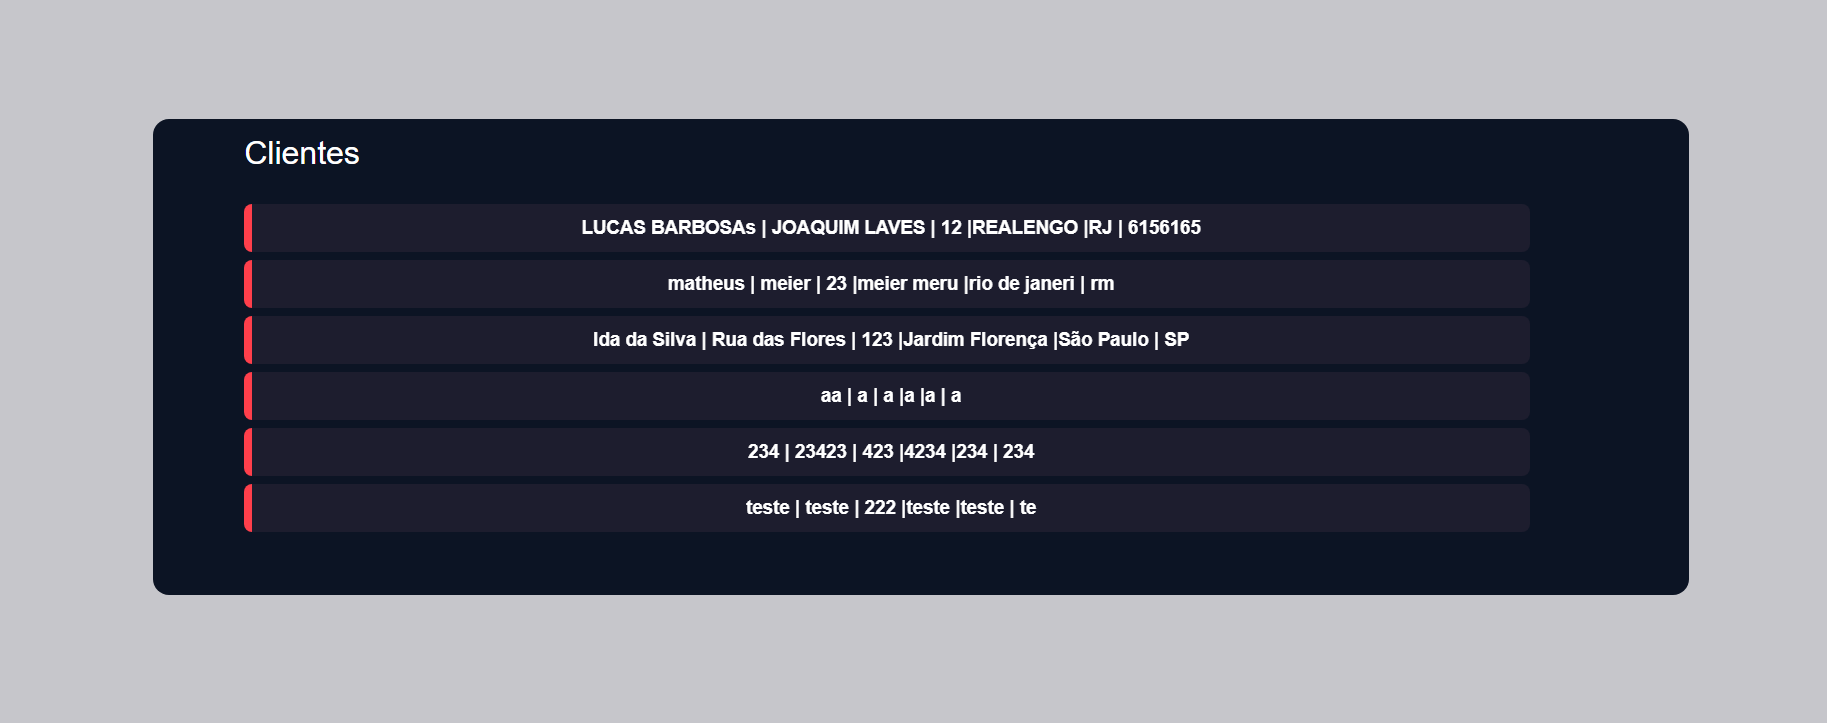 Clientes
LUCAS BARBOSAs | JOAQUIM LAVES | 12 |REALENGO |RJ | 6156165
matheus | meier | 23 |meier meru |rio de janeri | rm
Ida da Silva | Rua das Flores | 123 |Jardim Florença |São Paulo | SP
aa | a | a |a |a | a
234 | 23423 | 423 |4234 |234 | 234
teste | teste | 222 |teste |teste | te